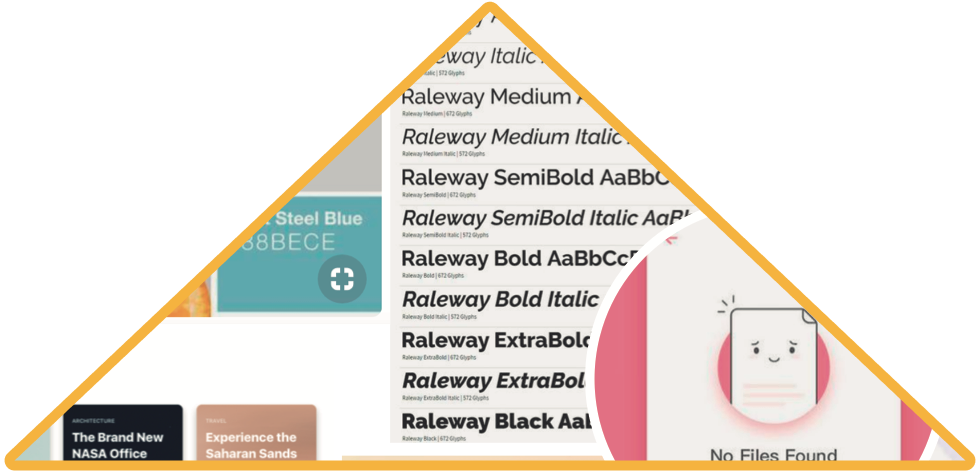 eway Italic
Italic | 572 Glyphs
Raleway Medium A
Raleway Medium | 672 Glyphs
Raleway Medium Italic
Raleway Medium Italic | 572 Glyphs
Raleway SemiBold AaBbC
Raleway SemiBold | 672 Glyphs
Raleway SemiBold Italic AaBb
Raleway SemiBold Italic | 572 Glyphs
Raleway Bold AaBbCc
Raleway Bold | 672 Glyphs
Raleway Bold Italic
Raleway Bold Italic | 572 Glyphs
Raleway ExtraBold
Raleway ExtraBold | 672 Glyphs
Raleway ExtraBol
Raleway ExtraBold Italic | 572 Glyphs
Raleway Black Aa
Raleway Black | 672 Glyphs
Steel Blue
88BECE
ARCHITECTURE
The Brand New
NASA Office
TRAVEL
Experience the
Saharan Sands
No Files Found